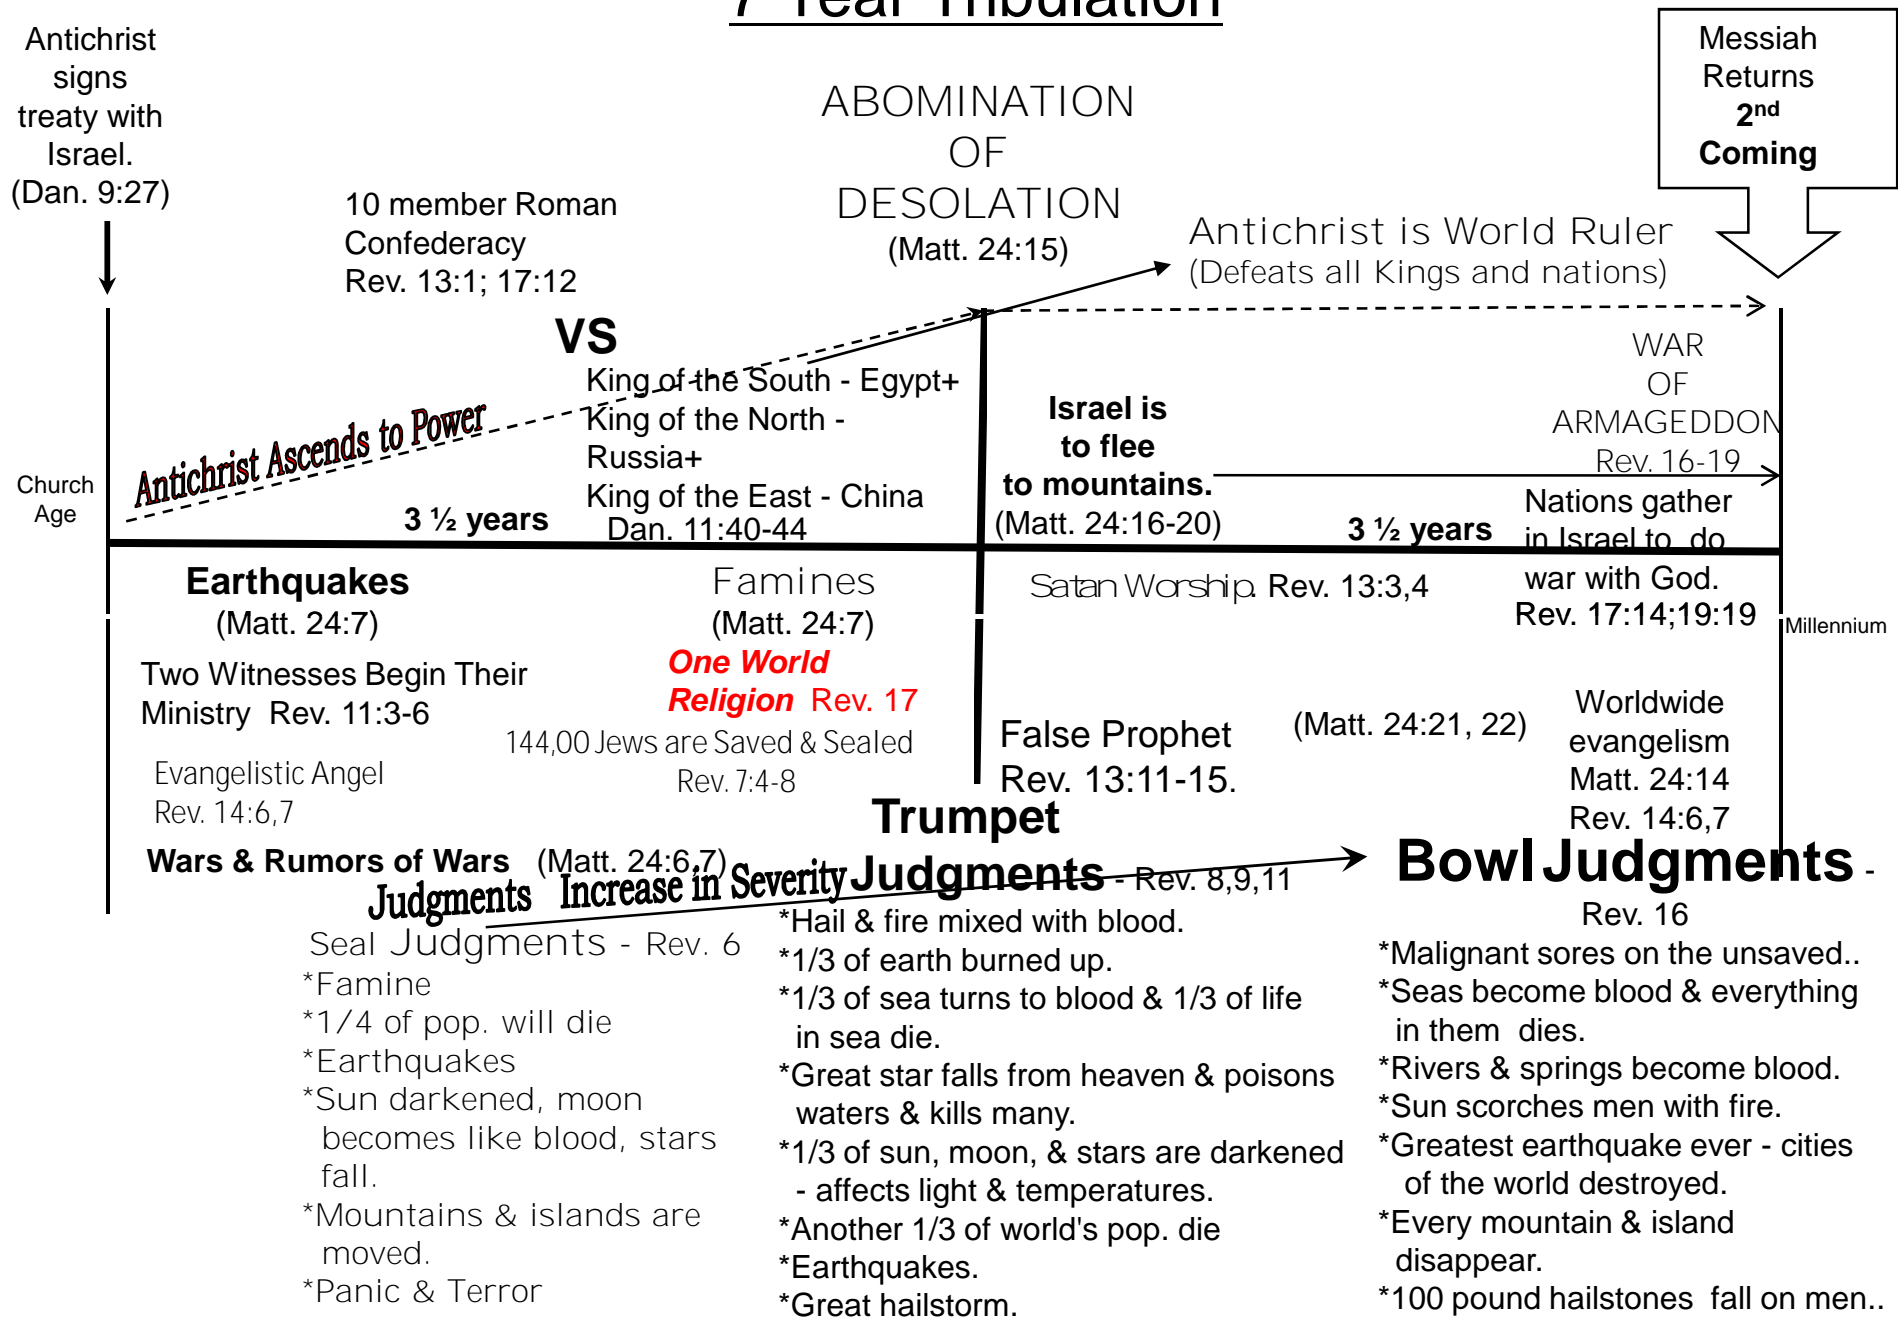 7 Year Tribulation
Antichrist
signs
treaty with
Israel.
(Dan. 9:27)
10 member Roman
Confederacy
Rev. 13:1; 17:12
ABOMINATION
OF
DESOLATION
(Matt. 24:15)
Antichrist is World Ruler
(Defeats all Kings and nations)
Messiah
Returns
2nd
Coming
VS
King of the South - Egypt+
King of the North -
Russia+
King of the East - China
Dan. 11:40-44
Antichrist Ascends to Power
Church
Age
3 ½ years
Israel is
to flee
to mountains.
(Matt. 24:16-20)
3 ½ years
WAR
OF
ARMAGEDDON
Rev. 16-19
Nations gather
in Israel to do
war with God.
Rev. 17:14;19:19
Millennium
Earthquakes
(Matt. 24:7)
Famines
(Matt. 24:7)
Satan Worship. Rev. 13:3,4
Two Witnesses Begin Their
Ministry Rev. 11:3-6
One World
Religion Rev. 17
144,00 Jews are Saved & Sealed
Rev. 7:4-8
Evangelistic Angel
Rev. 14:6,7
False Prophet
Rev. 13:11-15.
(Matt. 24:21, 22)
Worldwide
evangelism
Matt. 24:14
Rev. 14:6,7
Wars & Rumors of Wars (Matt. 24:6,7)
Judgments Increase in Severity
Seal Judgments - Rev. 6
*Famine
*1/4 of pop. will die
*Earthquakes
*Sun darkened, moon
becomes like blood, stars
fall.
*Mountains & islands are
moved.
*Panic & Terror
Trumpet
Judgments - Rev. 8,9,11
*Hail & fire mixed with blood.
*1/3 of earth burned up.
*1/3 of sea turns to blood & 1/3 of life
in sea die.
*Great star falls from heaven & poisons
waters & kills many.
*1/3 of sun, moon, & stars are darkened
- affects light & temperatures.
*Another 1/3 of world's pop. die
*Earthquakes.
*Great hailstorm.
Bowl Judgments -
Rev. 16
*Malignant sores on the unsaved..
*Seas become blood & everything
in them dies.
*Rivers & springs become blood.
*Sun scorches men with fire.
*Greatest earthquake ever - cities
of the world destroyed.
*Every mountain & island
disappear.
*100 pound hailstones fall on men..